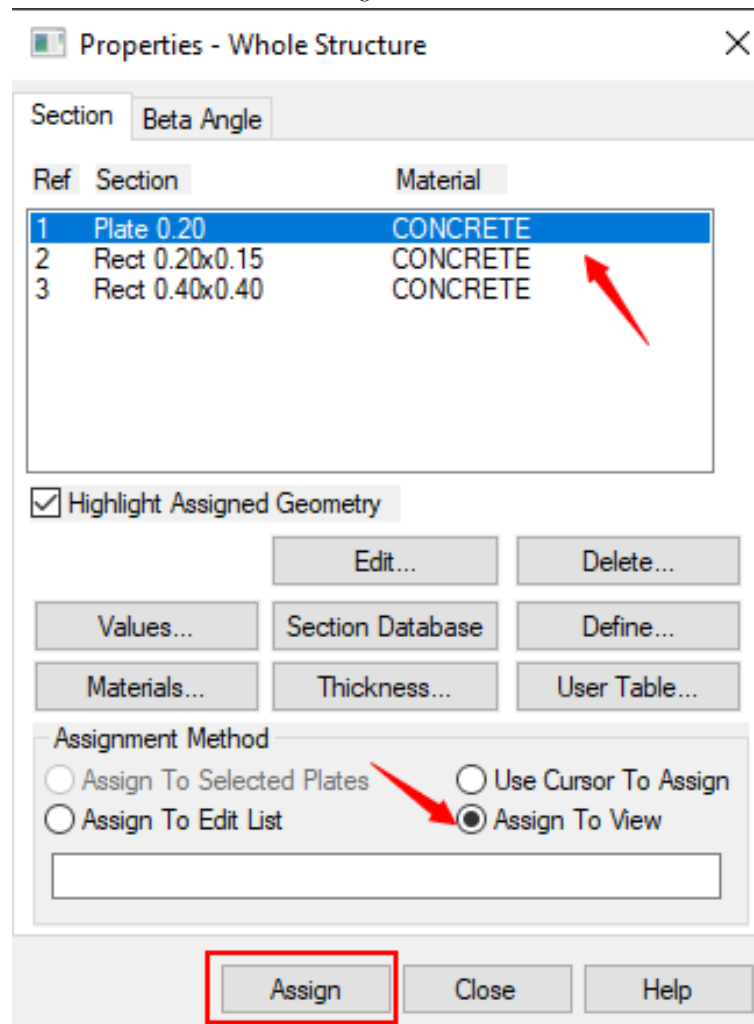 Properties - Whole Structure
Section Beta Angle
Ref Section Material
1 Plate 0.20 CONCRETE
2 Rect 0.20x0.15 CONCRETE
3 Rect 0.40x0.40 CONCRETE
Highlight Assigned Geometry
Edit... Delete...
Values... Section Database Define...
Materials... Thickness... User Table...
Assignment Method
Assign To Selected Plates Use Cursor To Assign
Assign To Edit List Assign To View
Assign Close Help